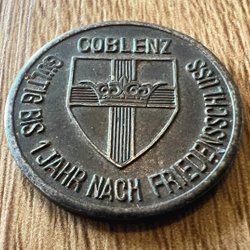 COBLENZ
GÜLTIG BIS 1 JAHR NACH FRIEDENSSCHLUSS